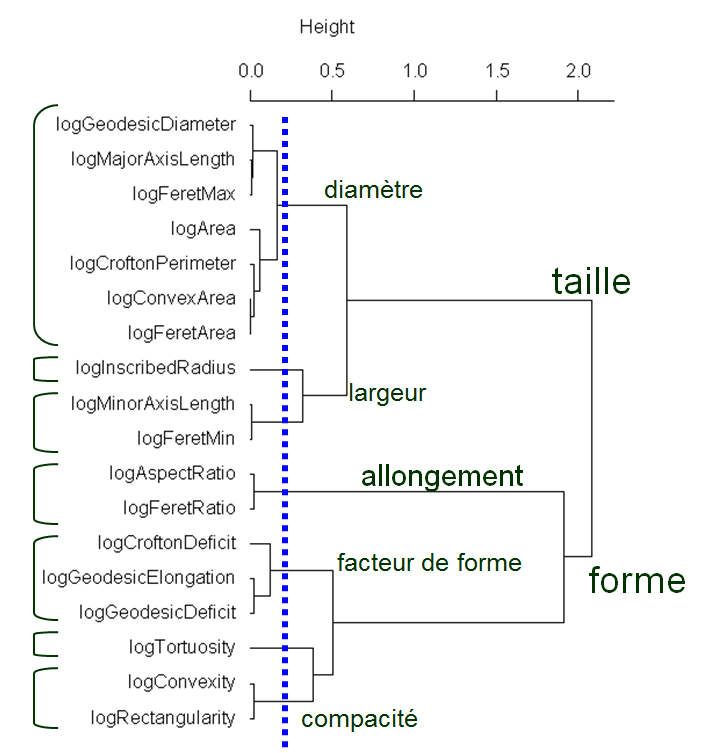 Height
0.0 0.5 1.0 1.5 2.0
logGeodesicDiameter
logMajorAxisLength
diamètre
logFeretMax
logArea
logCroftonPerimeter
taille
logConvexArea
logFeretArea
logInscribedRadius
largeur
logMinorAxisLength
logFeretMin
logAspectRatio
allongement
logFeretRatio
logCroftonDeficit
facteur de forme
logGeodesicElongation
forme
logGeodesicDeficit
logTortuosity
logConvexity
logRectangularity
compacité